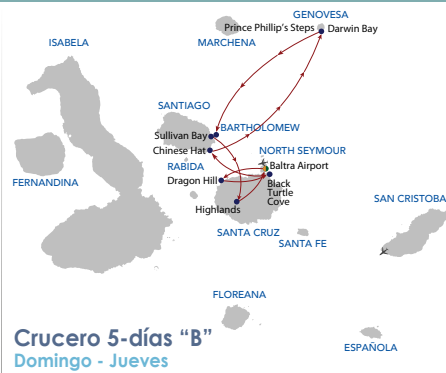 GENOVESA
Prince Phillip's Steps
Darwin Bay
ISABELA
MARCHENA
SANTIAGO
Sullivan Bay
BARTHOLOMEW
Chinese Hat
NORTH SEYMOUR
RABIDA
Baltra Airport
FERNANDINA
Dragon Hill
Black
Turtle
Cove
Highlands
SAN CRISTOBA
SANTA CRUZ
SANTA FE
FLOREANA
Crucero 5-días “B”
Domingo - Jueves
ESPAÑOLA